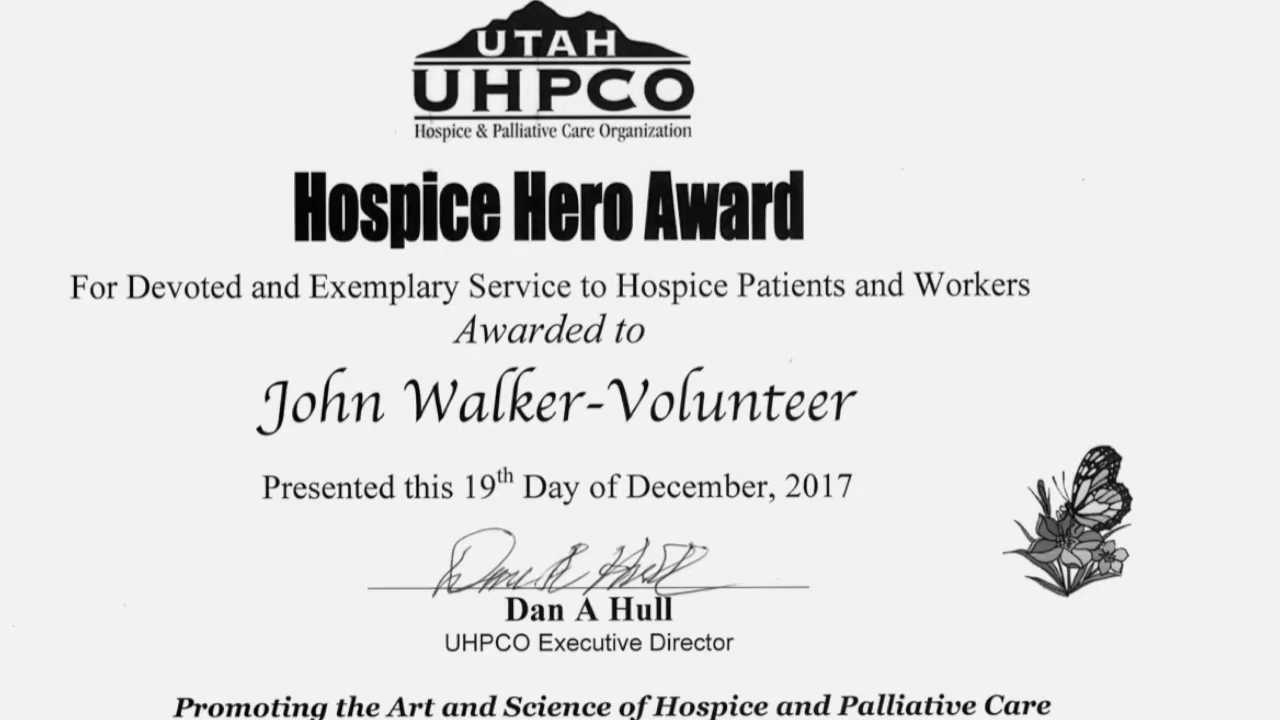 UTAH
UHPCO
Hospice & Palliative Care Organization
Hospice Hero Award
For Devoted and Exemplary Service to Hospice Patients and Workers
Awarded to
John Walker-Volunteer
Presented this 19th Day of December, 2017
Dan A Hull
UHPCO Executive Director
Promoting the Art and Science of Hospice and Palliative Care